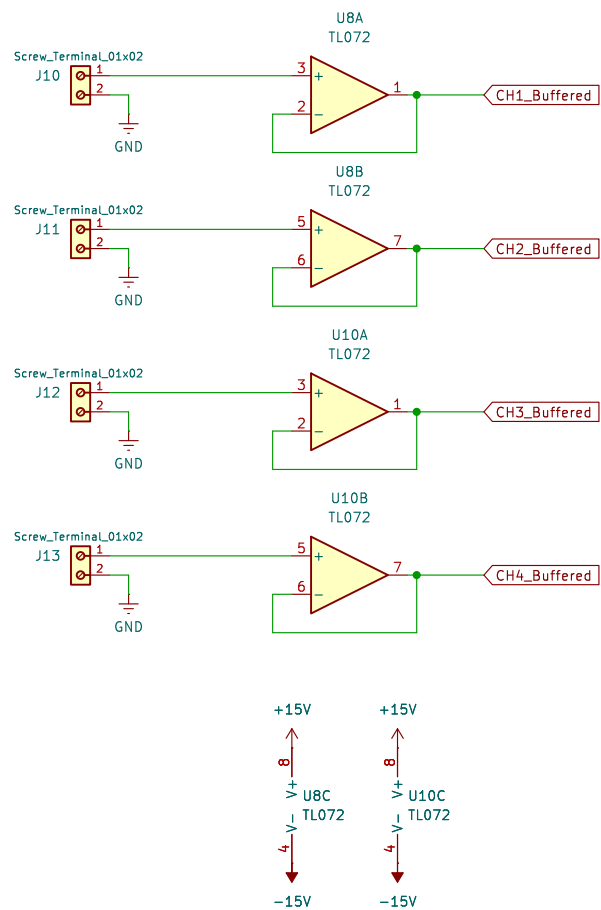 U8A
TL072
Screw_Terminal_01x02
J10
1
2
GND
3
+
2
−
1
CH1_Buffered
U8B
TL072
Screw_Terminal_01x02
J11
1
2
GND
5
+
6
−
7
CH2_Buffered
U10A
TL072
Screw_Terminal_01x02
J12
1
2
GND
3
+
2
−
1
CH3_Buffered
U10B
TL072
Screw_Terminal_01x02
J13
1
2
GND
5
+
6
−
7
CH4_Buffered
+15V
8
V+
U8C
TL072
V−
4
-15V
+15V
8
V+
U10C
TL072
V−
4
-15V